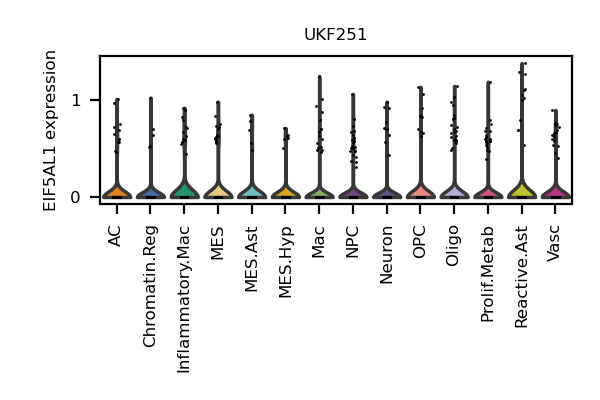 UKF251
EIF5AL1 expression
1
0
AC
Chromatin.Reg
Inflammatory.Mac
MES
MES.Ast
MES.Hyp
Mac
NPC
Neuron
OPC
Oligo
Prolif.Metab
Reactive.Ast
Vasc